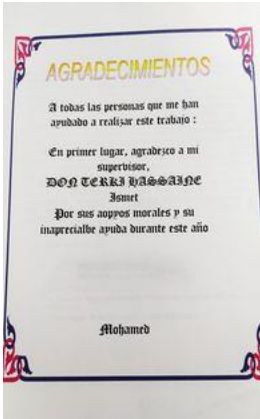 AGRADECIMIENTOS
A todas las personas que me han
ayudado a realizar este trabajo :
En primer lugar, agradezco a mi
supervisor,
DON TERKI HASSAINE
Ismet
Por sus aopyos morales y su
inaprecialbe ayuda durante este año
Mohamed